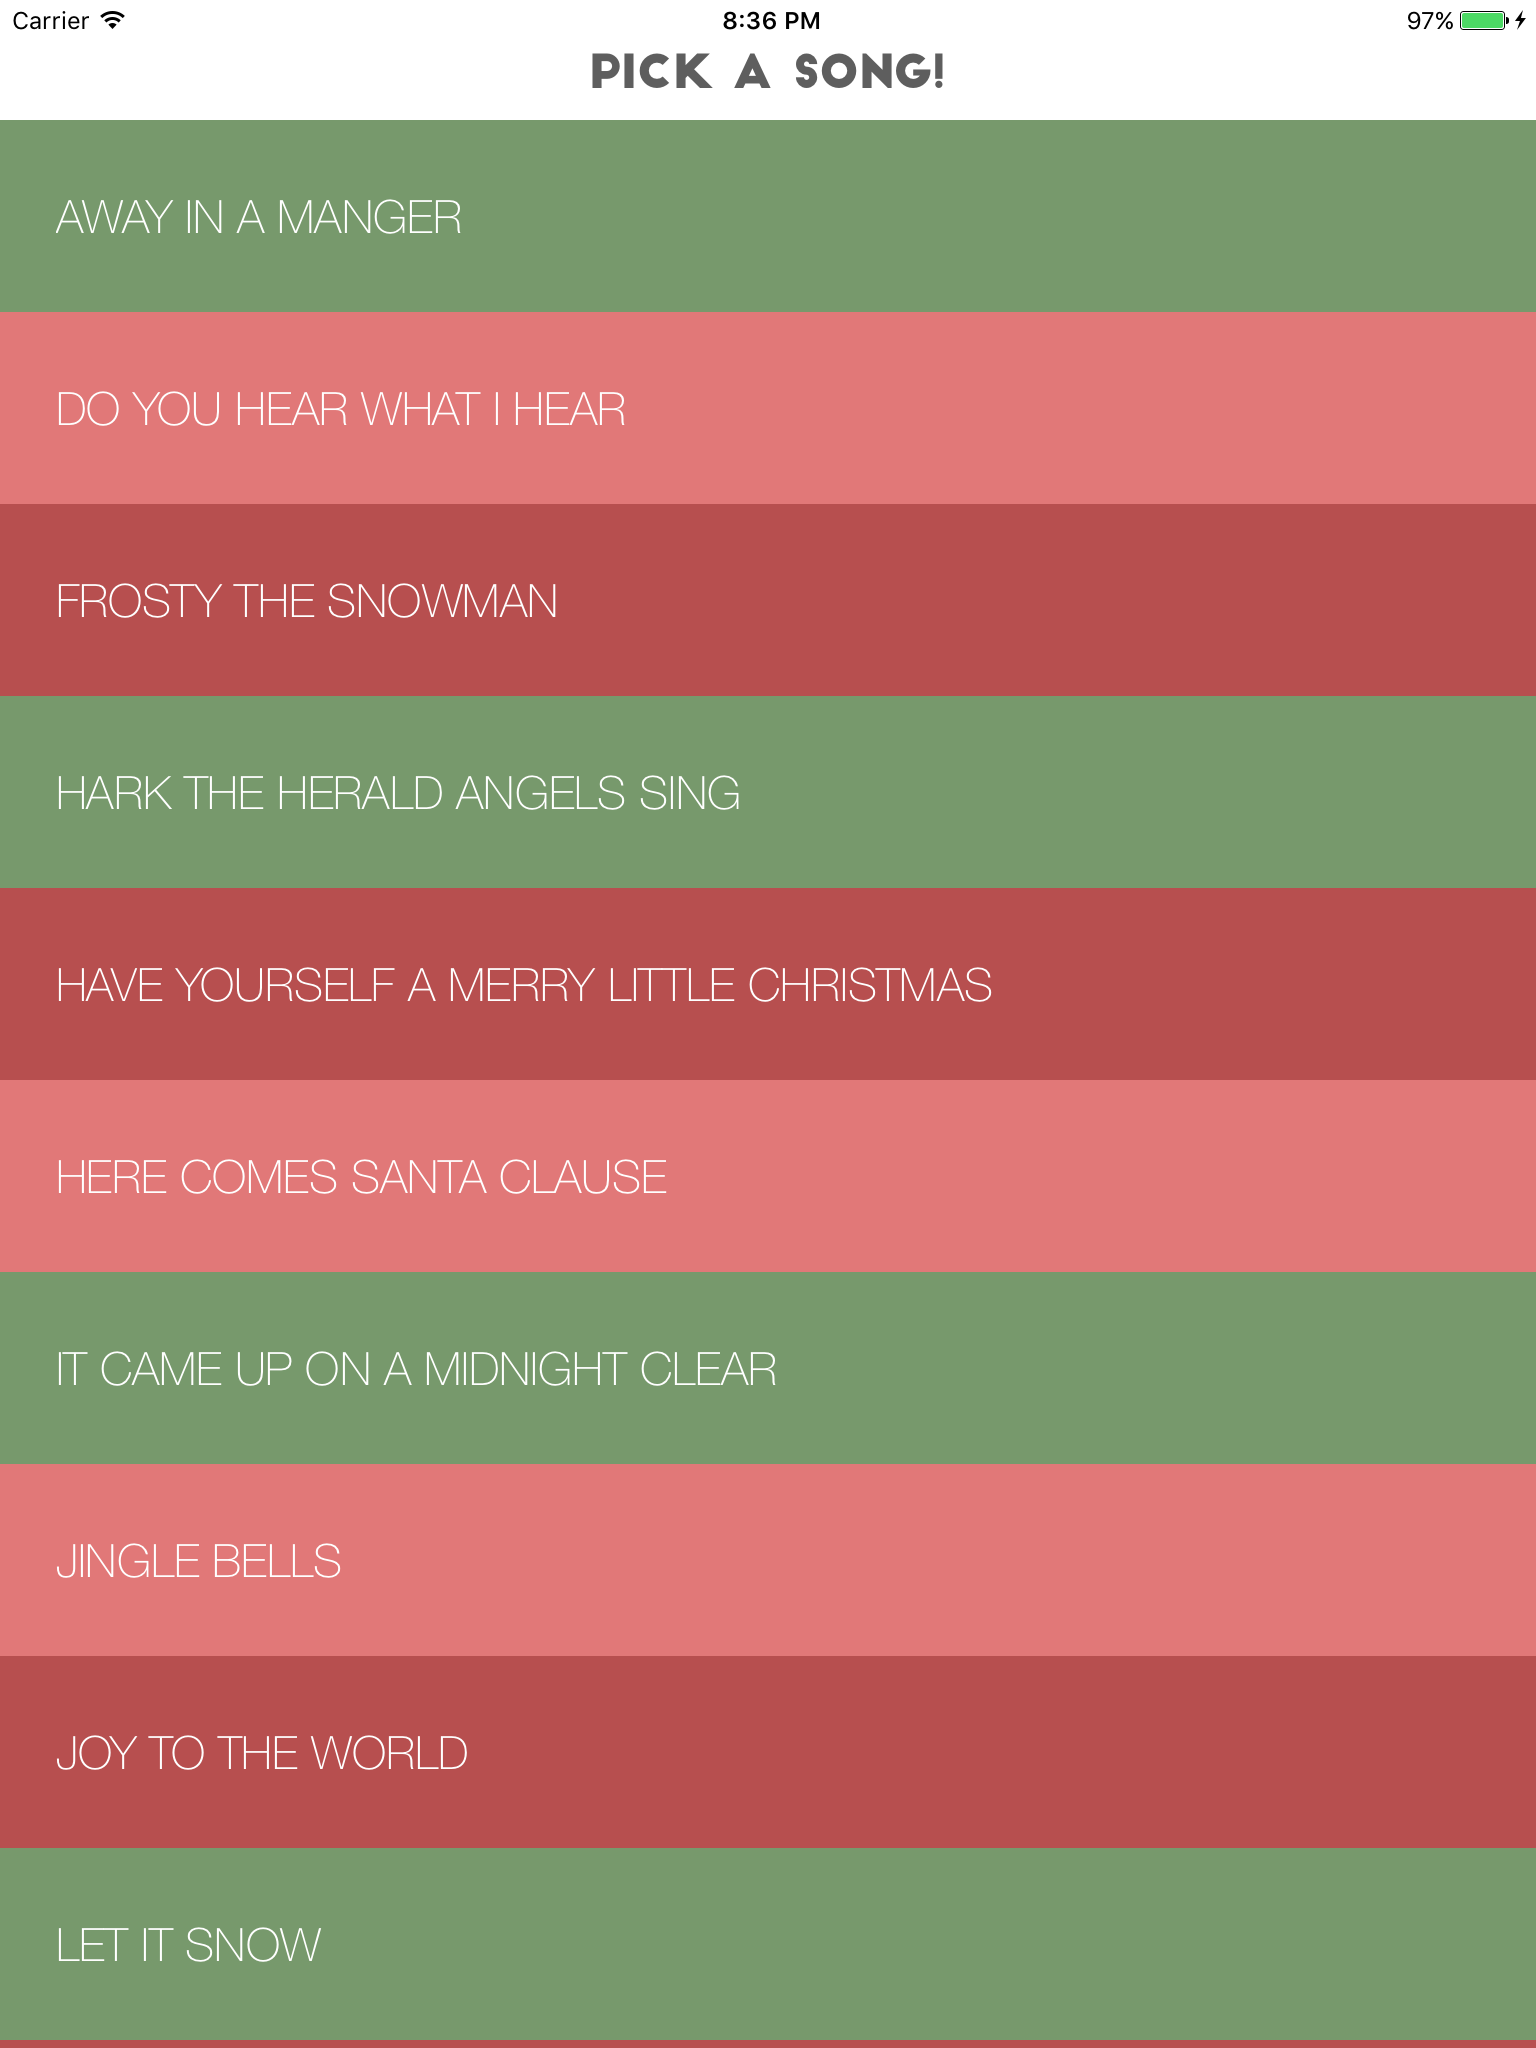 Carrier 8:36 PM 97%
PICK A SONG!
AWAY IN A MANGER
DO YOU HEAR WHAT I HEAR
FROSTY THE SNOWMAN
HARK THE HERALD ANGELS SING
HAVE YOURSELF A MERRY LITTLE CHRISTMAS
HERE COMES SANTA CLAUSE
IT CAME UP ON A MIDNIGHT CLEAR
JINGLE BELLS
JOY TO THE WORLD
LET IT SNOW